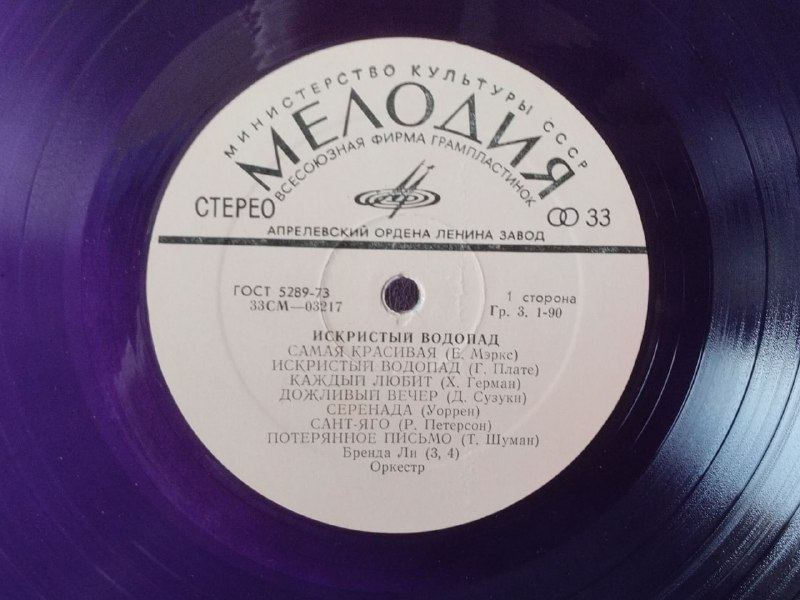 МИНИСТЕРСТВО КУЛЬТУРЫ СССР
МЕЛОДИЯ
ВСЕСОЮЗНАЯ ФИРМА ГРАМПЛАСТИНОК
СТЕРЕО
33
АПРЕЛЕВСКИЙ ОРДЕНА ЛЕНИНА ЗАВОД
ГОСТ 5289-73
33СМ—03217
1 сторона
Гр. 3. 1-90
ИСКРИСТЫЙ ВОДОПАД
САМАЯ КРАСИВАЯ (Б. Мэркс)
ИСКРИСТЫЙ ВОДОПАД (Г. Плате)
КАЖДЫЙ ЛЮБИТ (Х. Герман)
ДОЖЛИВЫЙ ВЕЧЕР (Д. Сузуки)
СЕРЕНАДА (Уоррен)
САНТ-ЯГО (Р. Петерсон)
ПОТЕРЯННОЕ ПИСЬМО (Т. Шуман)
Бренда Ли (3, 4)
Оркестр